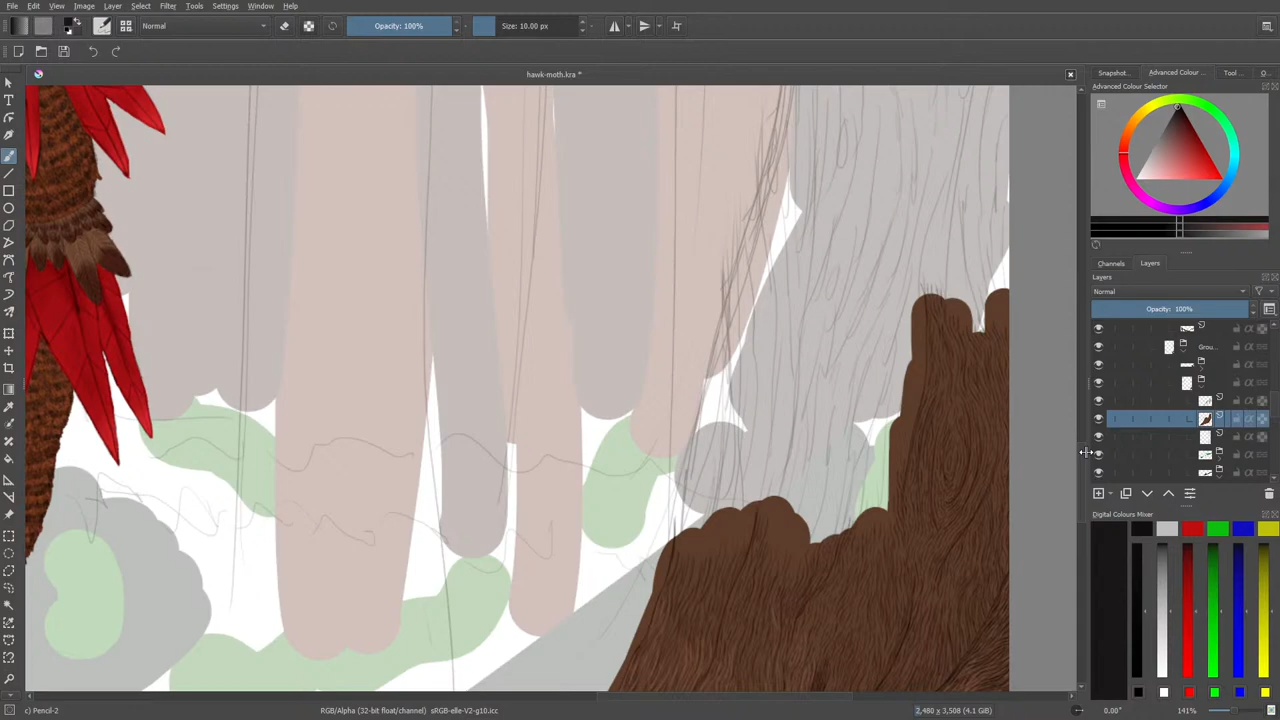 File Edit View Image Layer Select Filter Tools Settings Window Help
Normal Opacity: 100% Size: 10.00 px
hawk-moth.kra *
Snapshot... Advanced Colour ... Tool ... O...
Advanced Colour Selector
Channels Layers
Layers
Normal
Opacity: 100%
Grou...
Digital Colours Mixer
c) Pencil-2 RGB/Alpha (32-bit float/channel) sRGB-elle-V2-g10.icc 2,480 x 3,508 (4.1 GiB) 0.00° 141%